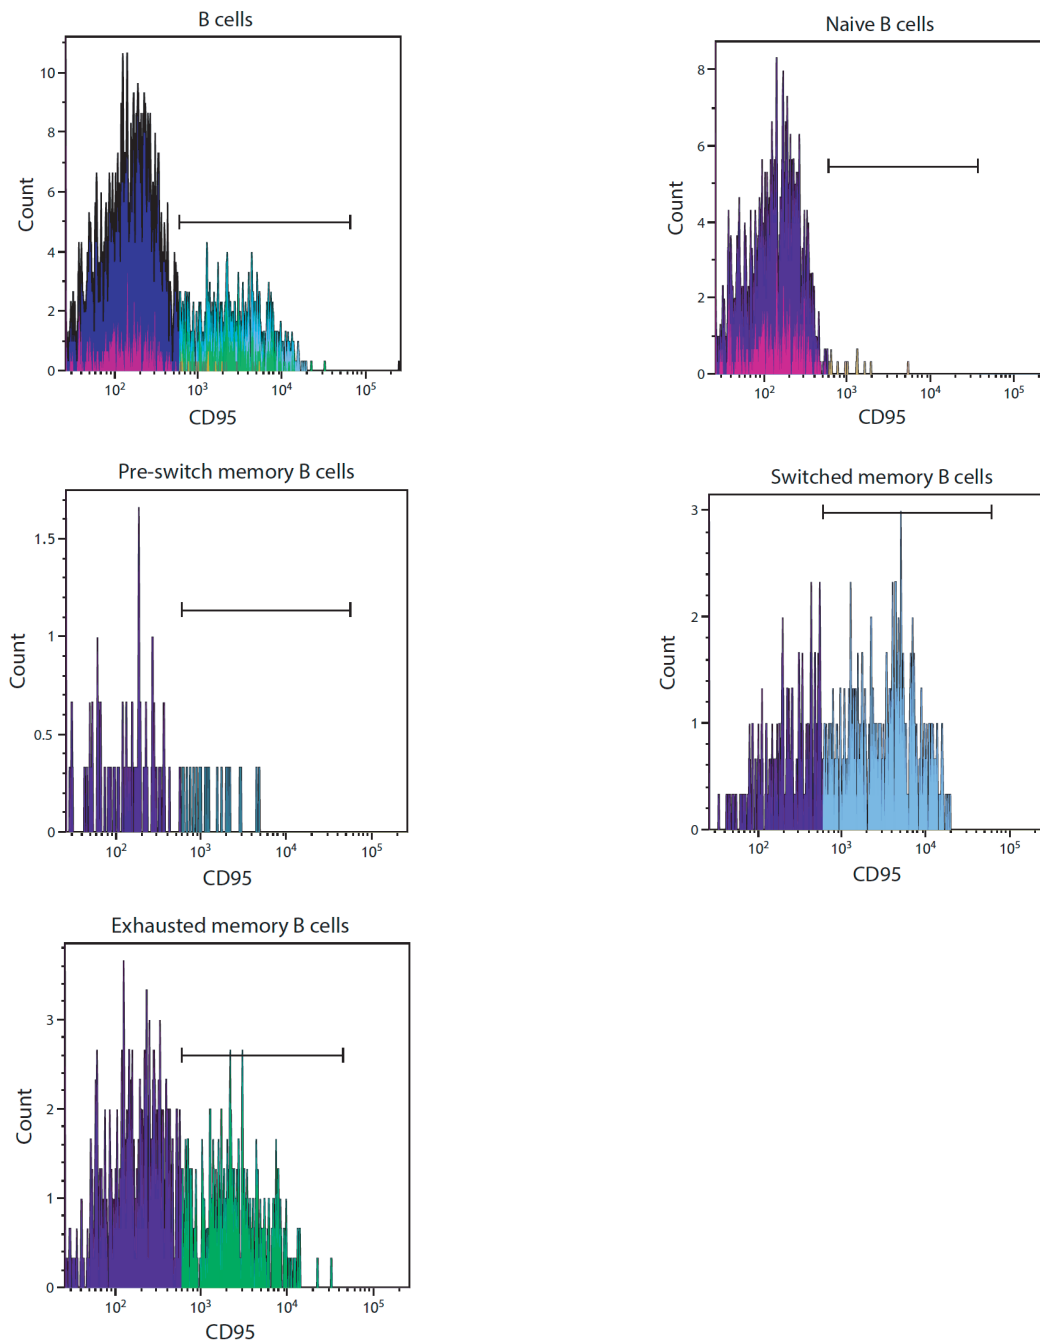 B cells
10
8
6
4
2
0
Count
10² 10³ 10⁴ 10⁵
CD95
Naive B cells
8
6
4
2
0
Count
10² 10³ 10⁴ 10⁵
CD95
Pre-switch memory B cells
1.5
1
0.5
0
Count
10² 10³ 10⁴ 10⁵
CD95
Switched memory B cells
3
2
1
0
Count
10² 10³ 10⁴ 10⁵
CD95
Exhausted memory B cells
3
2
1
0
Count
10² 10³ 10⁴ 10⁵
CD95